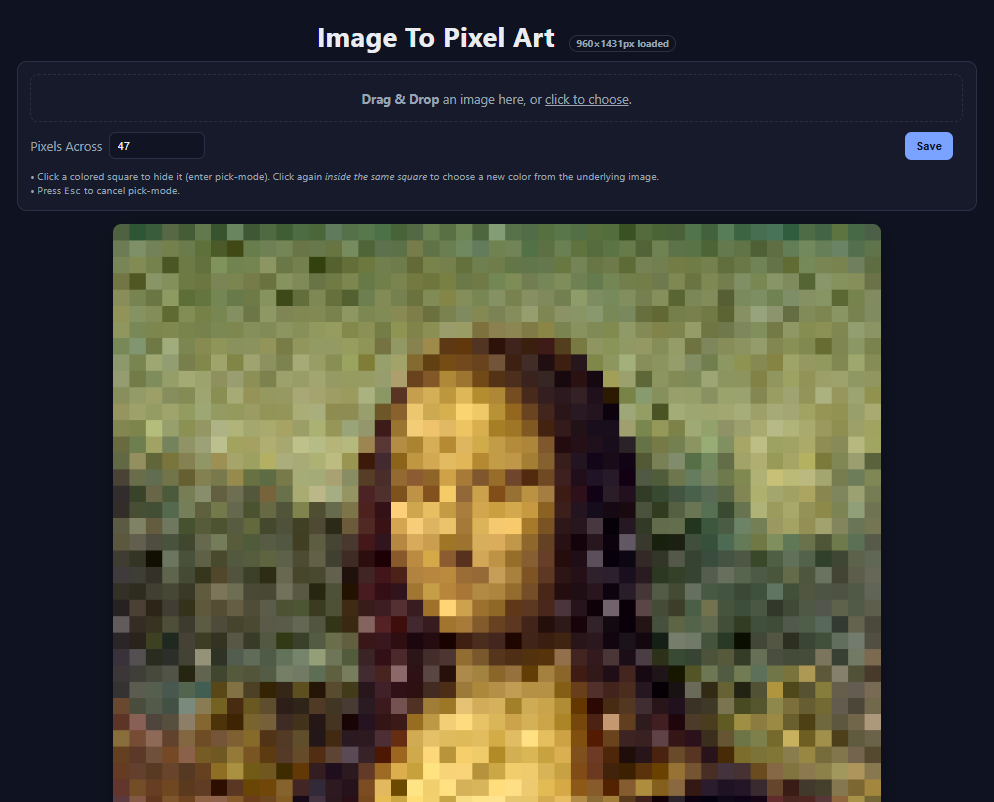 Image To Pixel Art
960×1431px loaded
Drag & Drop an image here, or click to choose.
Pixels Across
47
Save
• Click a colored square to hide it (enter pick-mode). Click again inside the same square to choose a new color from the underlying image.
• Press Esc to cancel pick-mode.